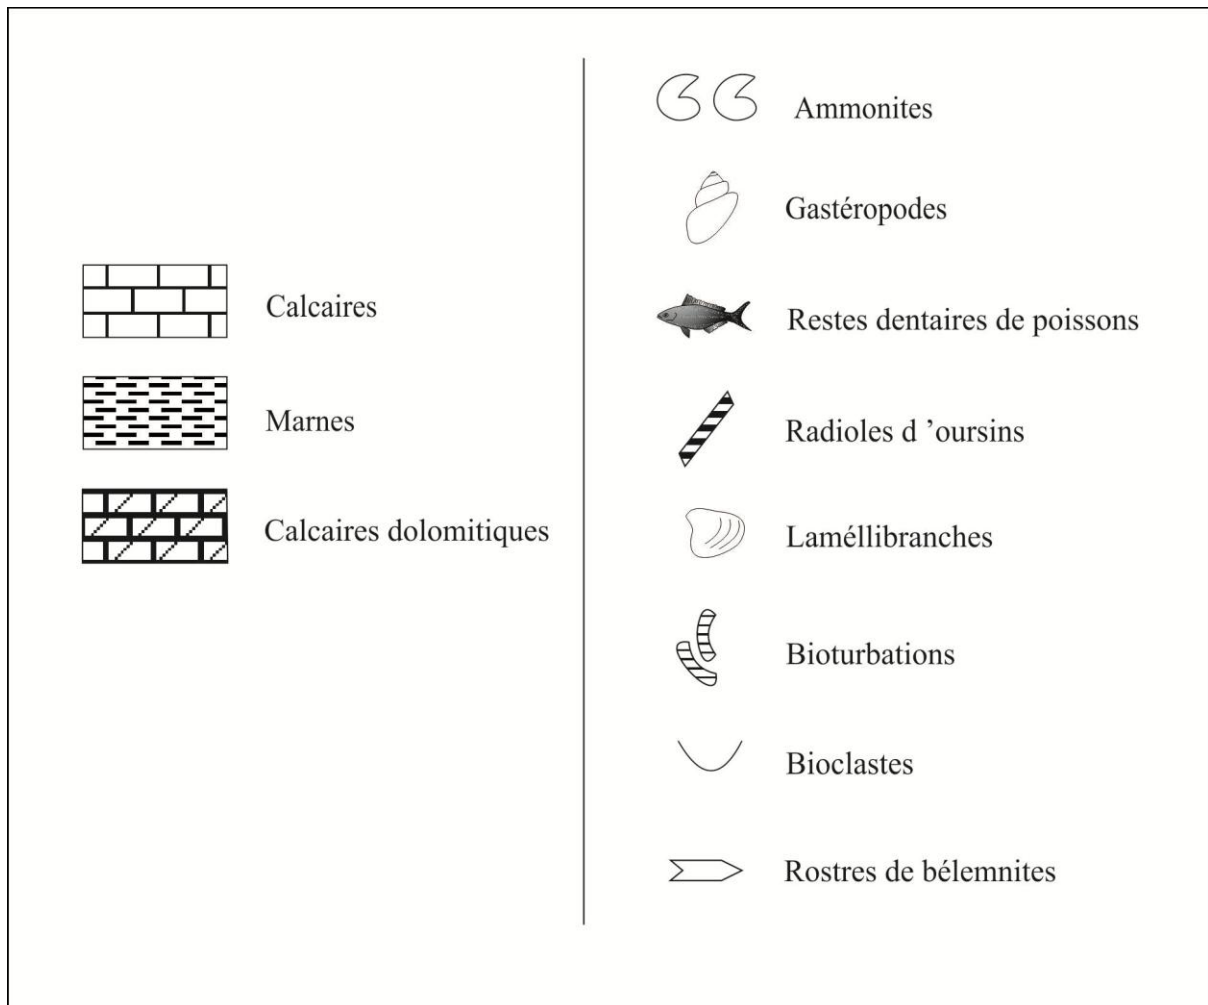 Calcaires
Marnes
Calcaires dolomitiques
Ammonites
Gastéropodes
Restes dentaires de poissons
Radioles d ’oursins
Laméllibranches
Bioturbations
Bioclastes
Rostres de bélemnites